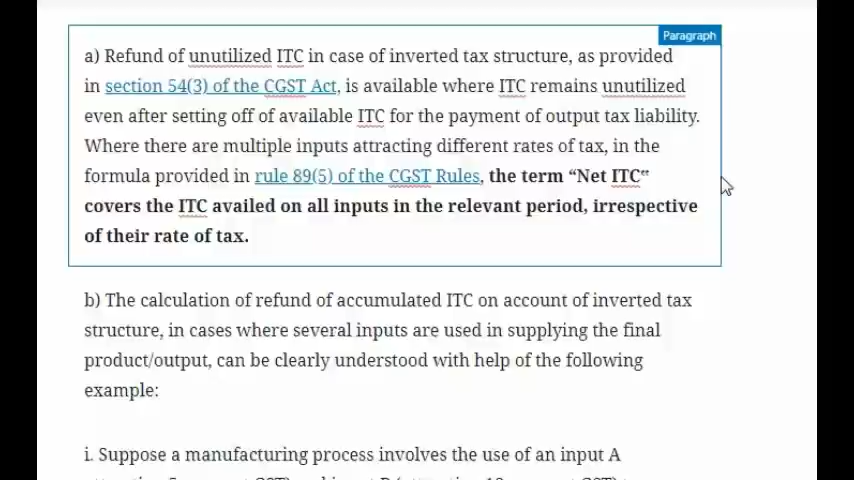 Paragraph
a) Refund of unutilized ITC in case of inverted tax structure, as provided
in section 54(3) of the CGST Act, is available where ITC remains unutilized
even after setting off of available ITC for the payment of output tax liability.
Where there are multiple inputs attracting different rates of tax, in the
formula provided in rule 89(5) of the CGST Rules, the term “Net ITC“
covers the ITC availed on all inputs in the relevant period, irrespective
of their rate of tax.
b) The calculation of refund of accumulated ITC on account of inverted tax
structure, in cases where several inputs are used in supplying the final
product/output, can be clearly understood with help of the following
example:
i. Suppose a manufacturing process involves the use of an input A